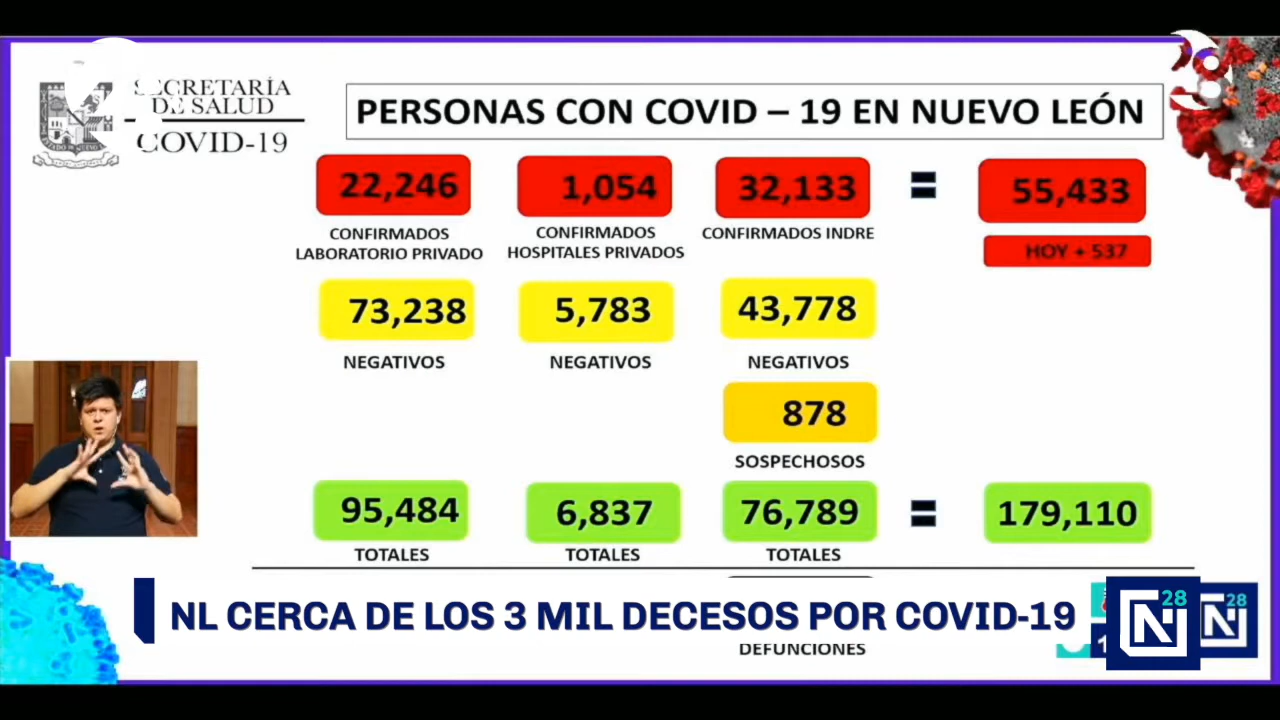 SECRETARÍA
DE SALUD
COVID-19
PERSONAS CON COVID – 19 EN NUEVO LEÓN
22,246 1,054 32,133 = 55,433
CONFIRMADOS
LABORATORIO PRIVADO
CONFIRMADOS
HOSPITALES PRIVADOS
CONFIRMADOS INDRE
HOY + 537
73,238 5,783 43,778
NEGATIVOS NEGATIVOS NEGATIVOS
878
SOSPECHOSOS
95,484 6,837 76,789 = 179,110
TOTALES TOTALES TOTALES
NL CERCA DE LOS 3 MIL DECESOS POR COVID-19
DEFUNCIONES
N 28
N 28